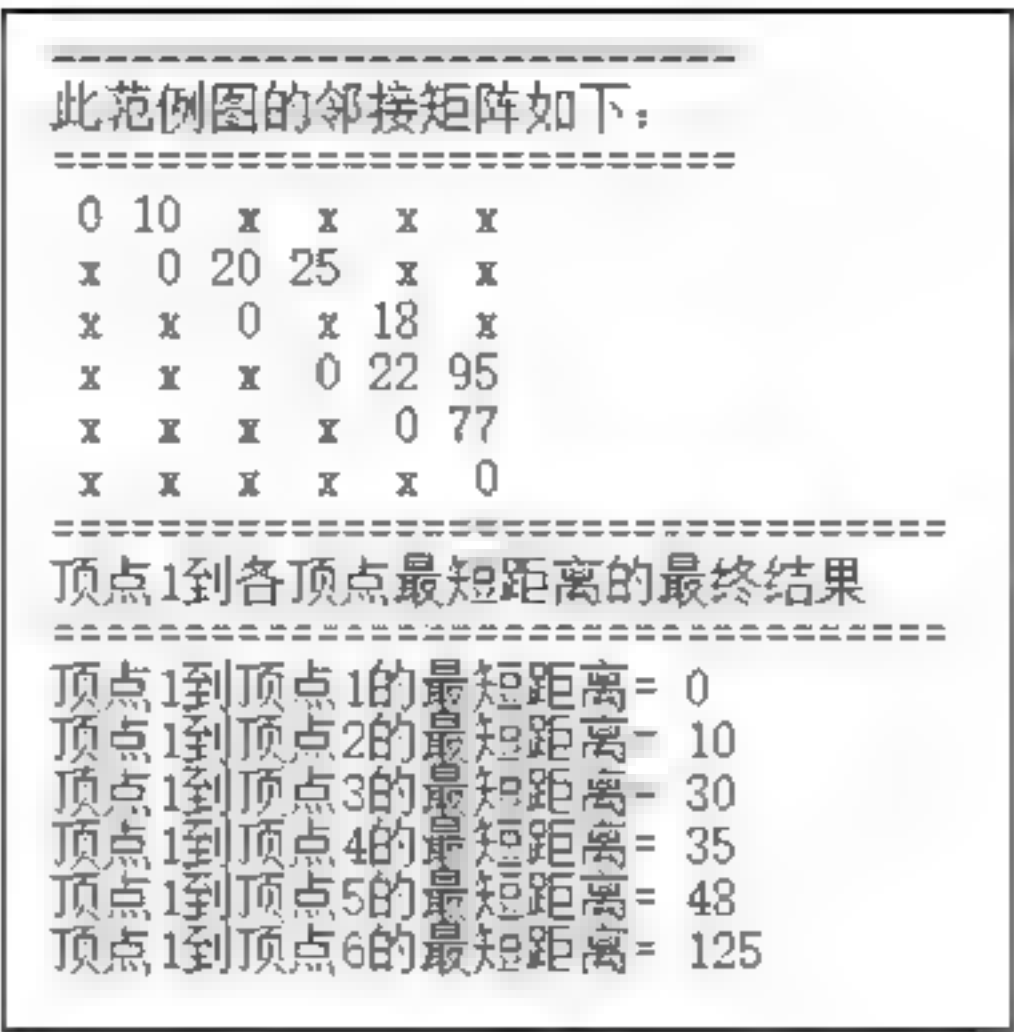 ---------------------------
此范例图的邻接矩阵如下：
==========================
0 10 x x x x
x 0 20 25 x x
x x 0 x 18 x
x x x 0 22 95
x x x x 0 77
x x x x x 0
==================================
顶点1到各顶点最短距离的最终结果
==================================
顶点1到顶点1的最短距离= 0
顶点1到顶点2的最短距离= 10
顶点1到顶点3的最短距离= 30
顶点1到顶点4的最短距离= 35
顶点1到顶点5的最短距离= 48
顶点1到顶点6的最短距离= 125